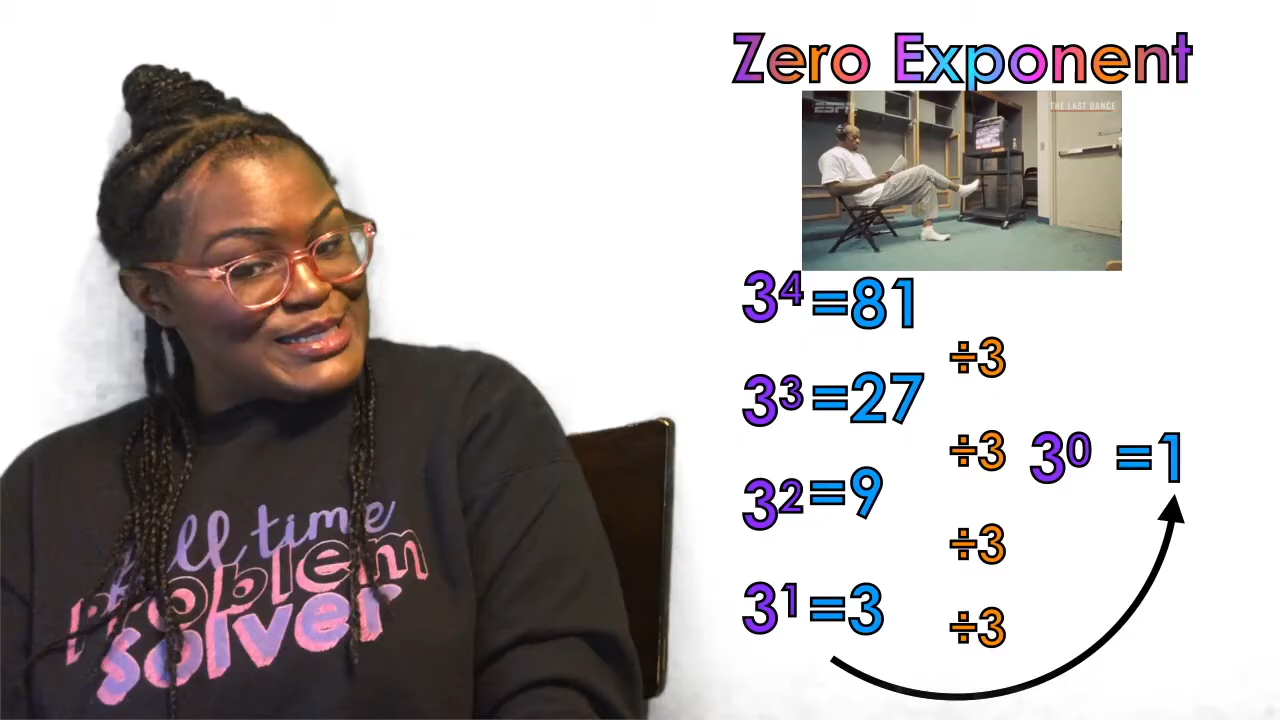 Zero Exponent
ESPN
THE LAST DANCE
3⁴ =81
÷3
3³ =27
÷3
3⁰ =1
3² =9
÷3
3¹ =3
÷3
full time
problem
solver